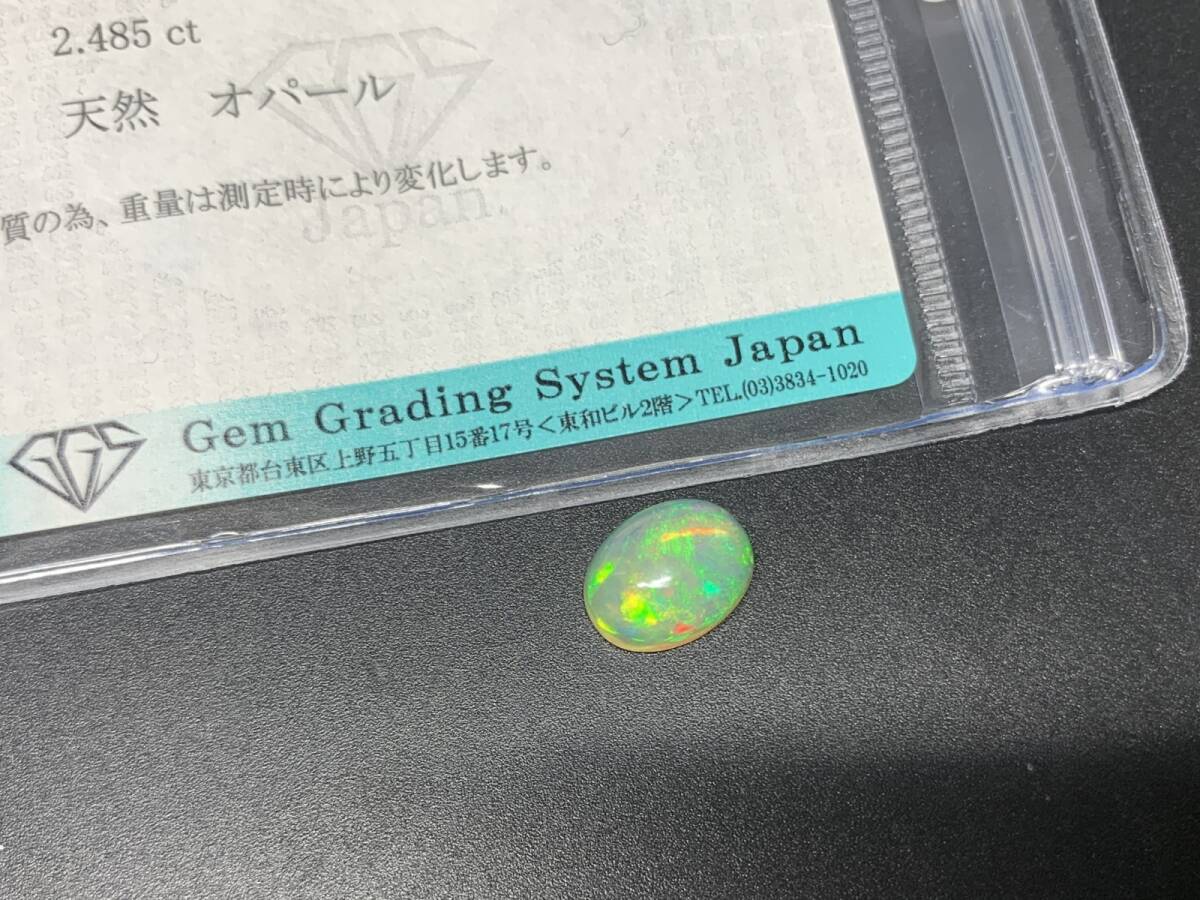 2.485 ct
天然 オパール
質の為、重量は測定時により変化します。
Japan
GGS
Gem Grading System Japan
東京都台東区上野五丁目15番17号<東和ビル2階>TEL.(03)3834-1020